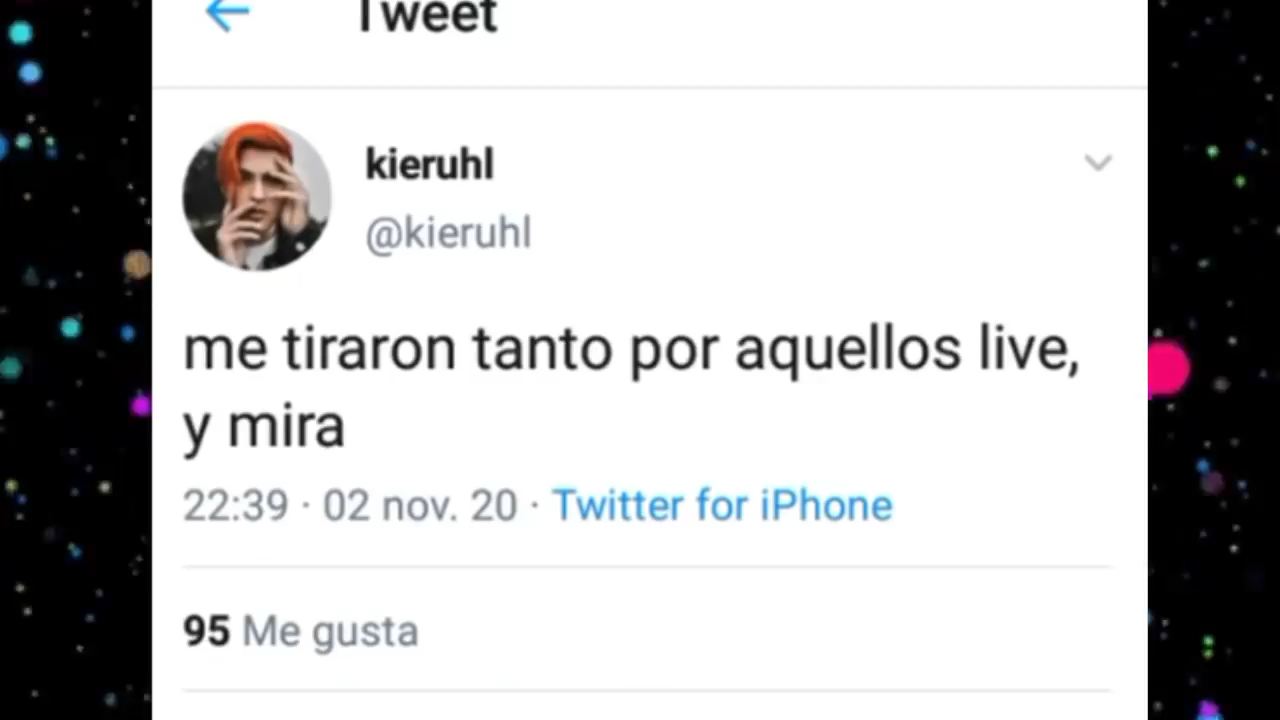 Tweet
kieruhl
@kieruhl
me tiraron tanto por aquellos live,
y mira
22:39 · 02 nov. 20 · Twitter for iPhone
95 Me gusta